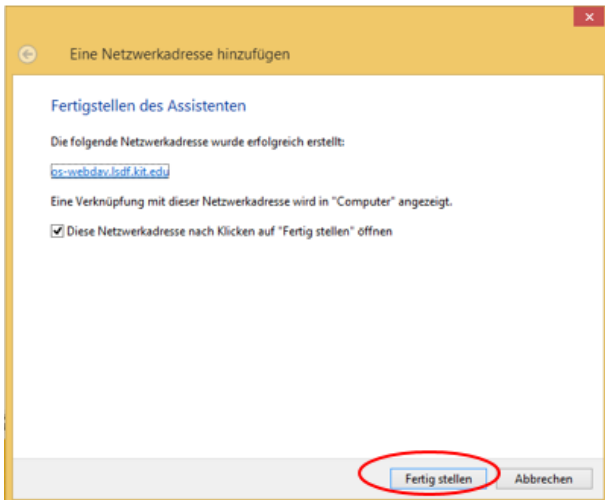 Eine Netzwerkadresse hinzufügen
Fertigstellen des Assistenten
Die folgende Netzwerkadresse wurde erfolgreich erstellt:
os-webdav.lsdf.kit.edu
Eine Verknüpfung mit dieser Netzwerkadresse wird in "Computer" angezeigt.
Diese Netzwerkadresse nach Klicken auf "Fertig stellen" öffnen
Fertig stellen
Abbrechen